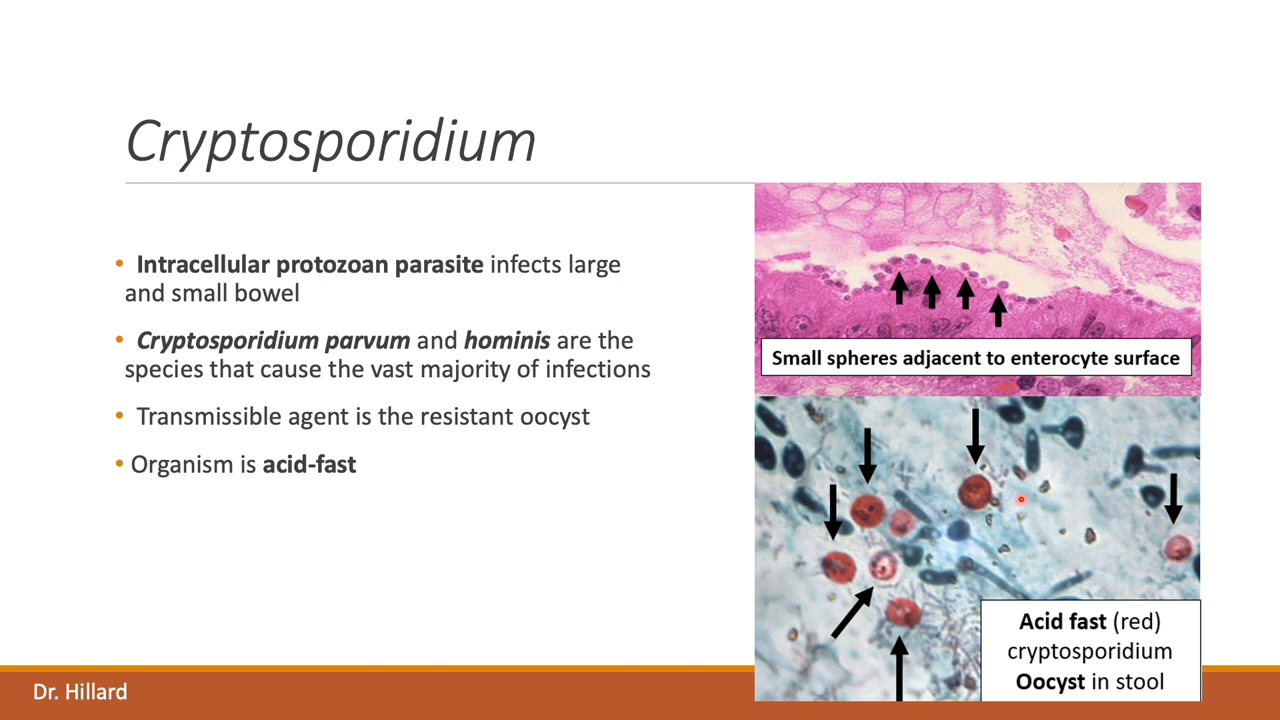 Cryptosporidium
• Intracellular protozoan parasite infects large
and small bowel
• Cryptosporidium parvum and hominis are the
species that cause the vast majority of infections
• Transmissible agent is the resistant oocyst
• Organism is acid-fast
Small spheres adjacent to enterocyte surface
Acid fast (red)
cryptosporidium
Oocyst in stool
Dr. Hillard